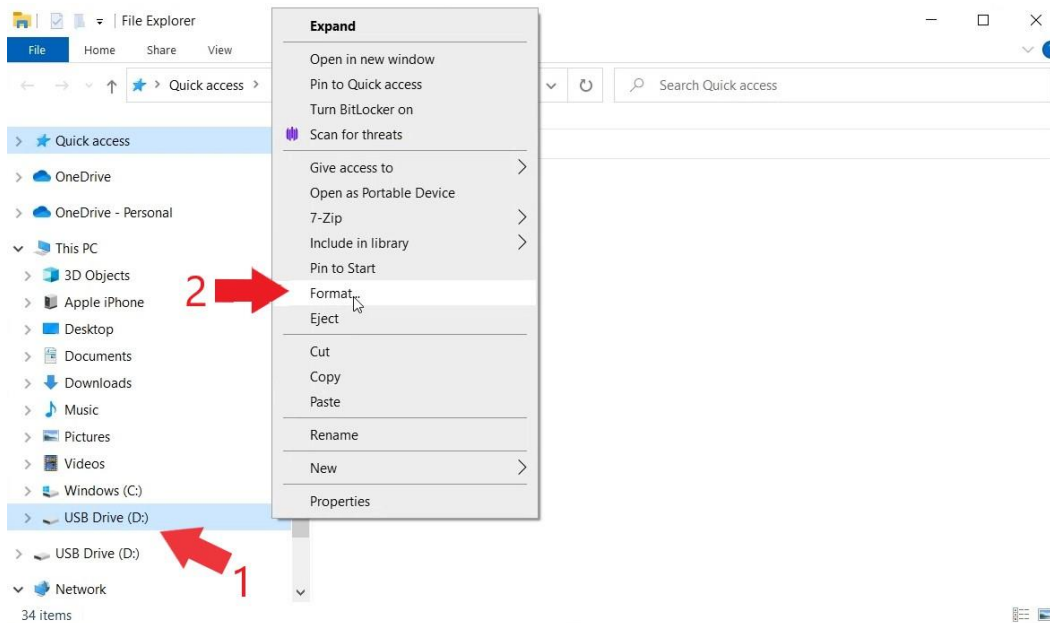 File Explorer
File Home Share View
Quick access
Search Quick access
Quick access
OneDrive
OneDrive - Personal
This PC
3D Objects
Apple iPhone
Desktop
Documents
Downloads
Music
Pictures
Videos
Windows (C:)
USB Drive (D:)
USB Drive (D:)
Network
34 items
Expand
Open in new window
Pin to Quick access
Turn BitLocker on
Scan for threats
Give access to
Open as Portable Device
7-Zip
Include in library
Pin to Start
Format...
Eject
Cut
Copy
Paste
Rename
New
Properties
2
1